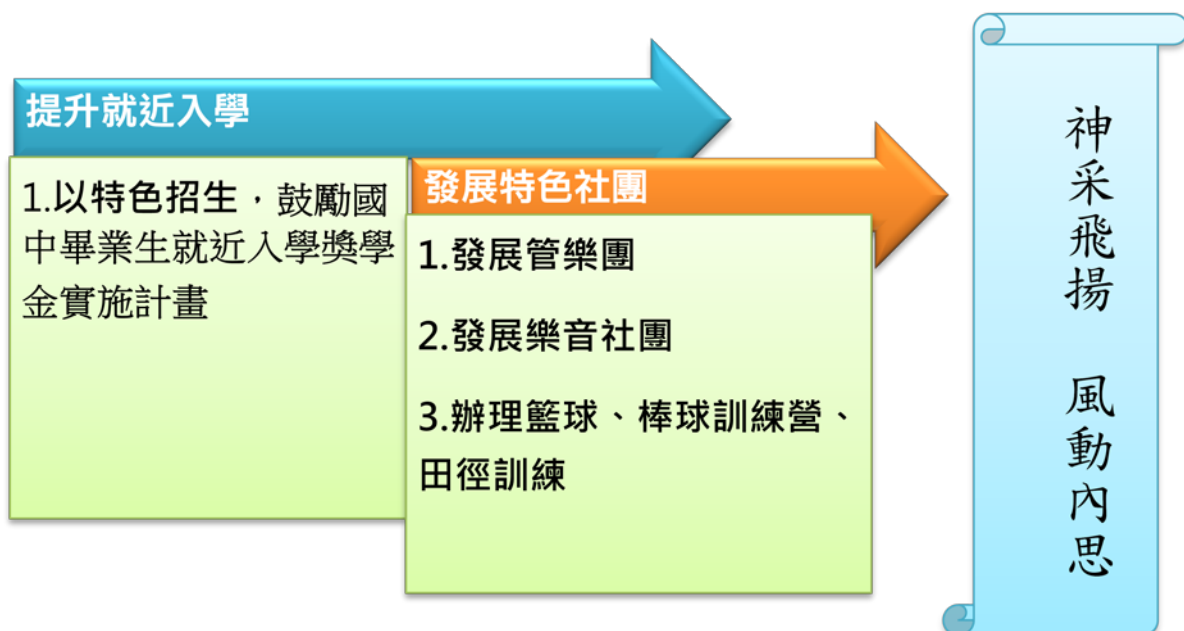 提升就近入學
1.以特色招生，鼓勵國
中畢業生就近入學獎學
金實施計畫
發展特色社團
1.發展管樂團
2.發展樂音社團
3.辦理籃球、棒球訓練營、
田徑訓練
神采飛揚 風動內思